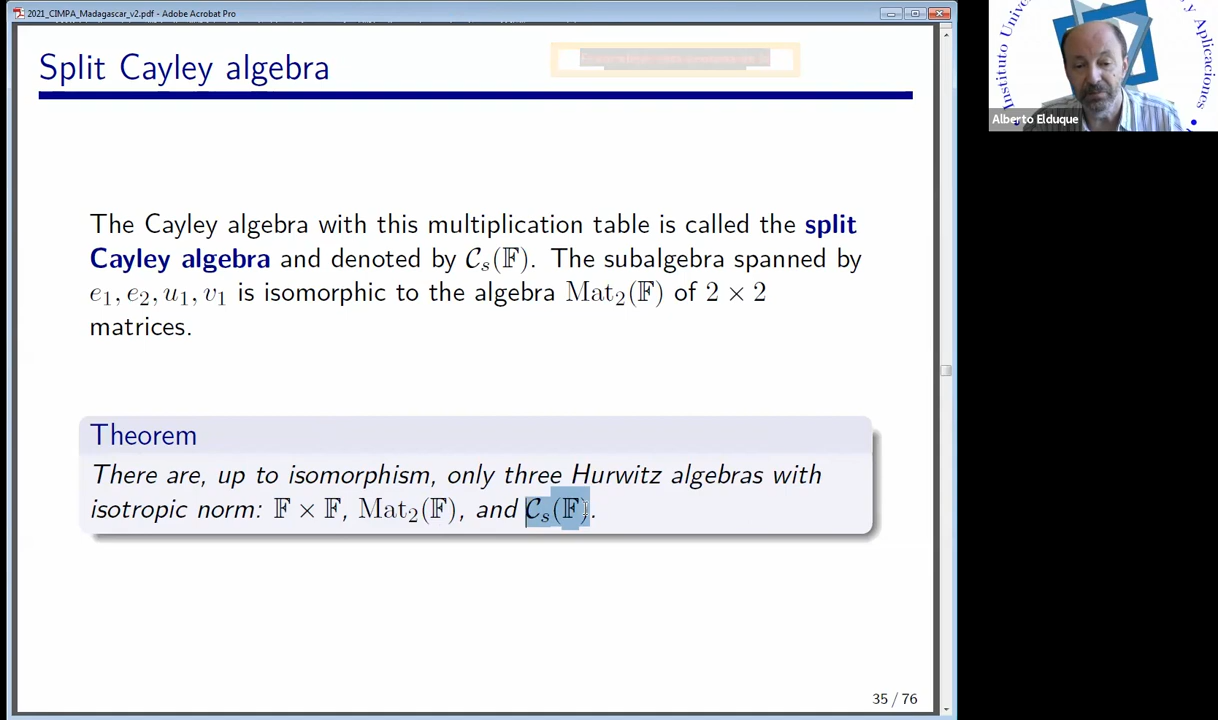 2021_CIMPA_Madagascar_v2.pdf - Adobe Acrobat Pro
Split Cayley algebra
The Cayley algebra with this multiplication table is called the split
Cayley algebra and denoted by 𝒞ₛ(𝔽). The subalgebra spanned by
e₁, e₂, u₁, v₁ is isomorphic to the algebra Mat₂(𝔽) of 2 × 2
matrices.
Theorem
There are, up to isomorphism, only three Hurwitz algebras with
isotropic norm: 𝔽 × 𝔽, Mat₂(𝔽), and 𝒞ₛ(𝔽).
35 / 76
Instituto Univer
y Aplicaciones
Alberto Elduque